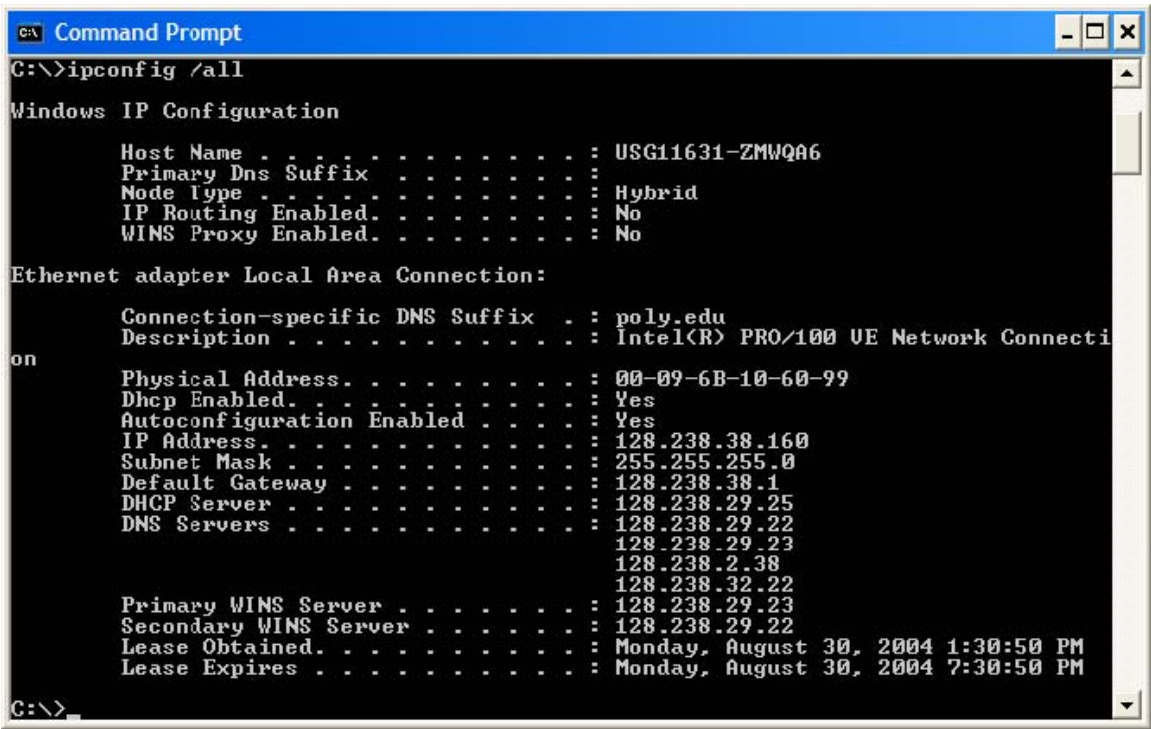 Command Prompt
C:\>ipconfig /all
Windows IP Configuration
Host Name . . . . . . . . . . . . : USG11631-ZMWQA6
Primary Dns Suffix . . . . . . . :
Node Type . . . . . . . . . . . . : Hybrid
IP Routing Enabled. . . . . . . . : No
WINS Proxy Enabled. . . . . . . . : No
Ethernet adapter Local Area Connection:
Connection-specific DNS Suffix . : poly.edu
Description . . . . . . . . . . . : Intel(R) PRO/100 VE Network Connecti
on
Physical Address. . . . . . . . . : 00-09-6B-10-60-99
Dhcp Enabled. . . . . . . . . . . : Yes
Autoconfiguration Enabled . . . . : Yes
IP Address. . . . . . . . . . . . : 128.238.38.160
Subnet Mask . . . . . . . . . . . : 255.255.255.0
Default Gateway . . . . . . . . . : 128.238.38.1
DHCP Server . . . . . . . . . . . : 128.238.29.25
DNS Servers . . . . . . . . . . . : 128.238.29.22
128.238.29.23
128.238.2.38
128.238.32.22
Primary WINS Server . . . . . . . : 128.238.29.23
Secondary WINS Server . . . . . . : 128.238.29.22
Lease Obtained. . . . . . . . . . : Monday, August 30, 2004 1:30:50 PM
Lease Expires . . . . . . . . . . : Monday, August 30, 2004 7:30:50 PM
C:\>_